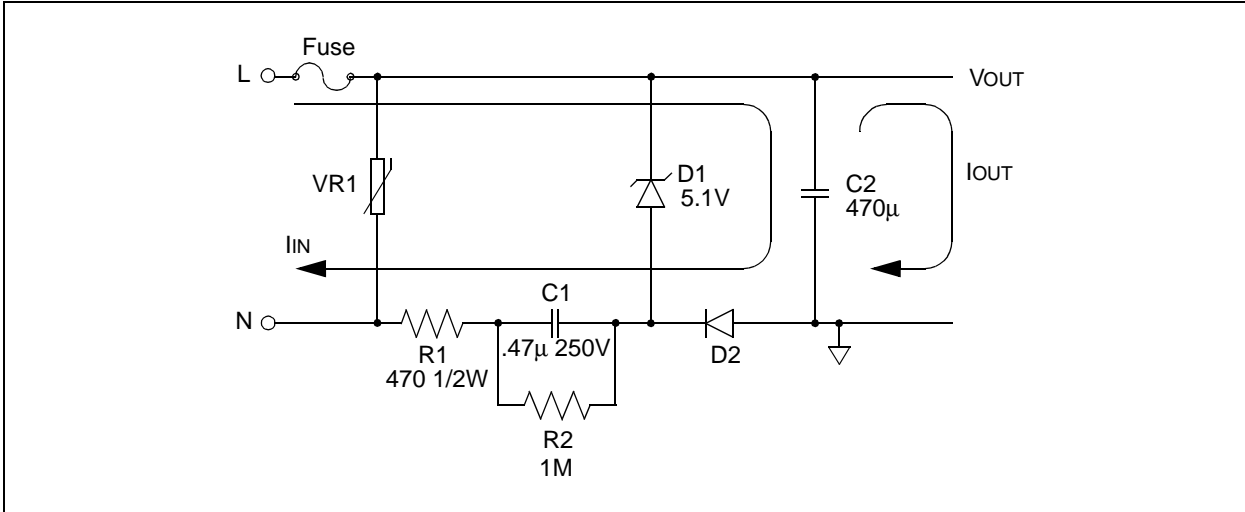 Fuse
L
VOUT
VR1
D1
5.1V
C2
470μ
IOUT
IIN
N
C1
.47μ 250V
R1
470 1/2W
D2
R2
1M